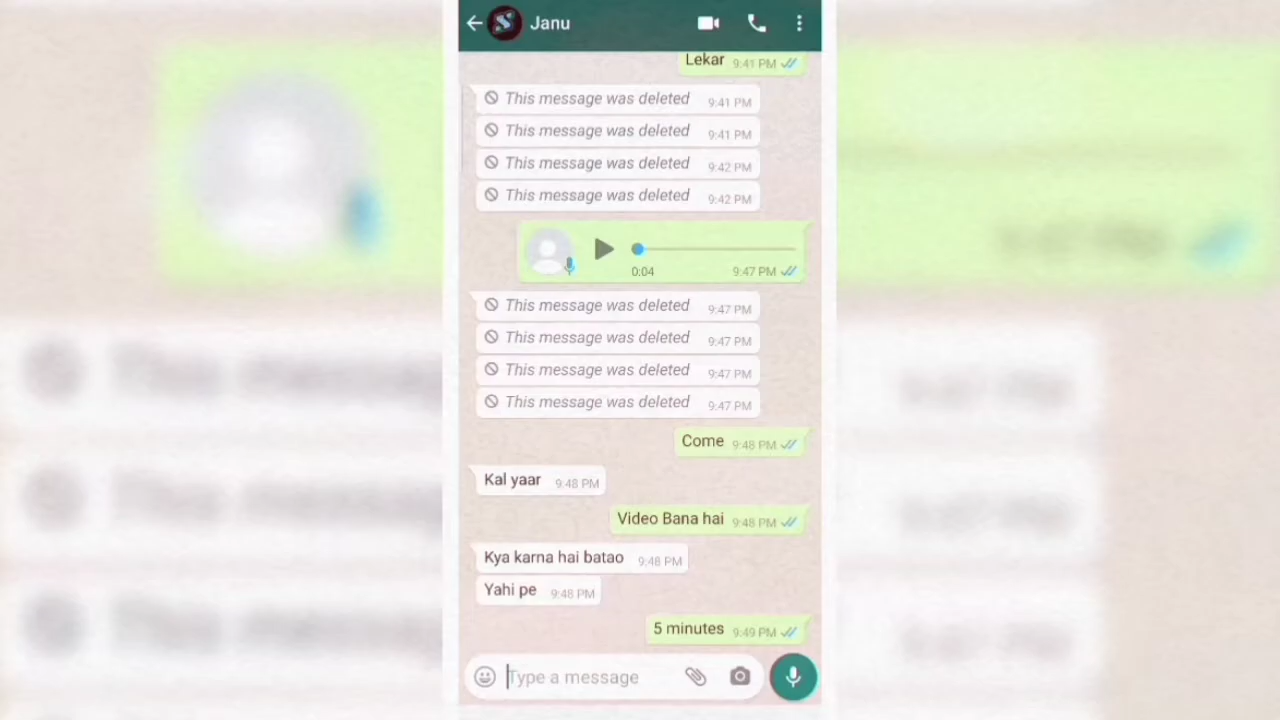 Janu
Lekar 9:41 PM
This message was deleted 9:41 PM
This message was deleted 9:41 PM
This message was deleted 9:42 PM
This message was deleted 9:42 PM
0:04 9:47 PM
This message was deleted 9:47 PM
This message was deleted 9:47 PM
This message was deleted 9:47 PM
This message was deleted 9:47 PM
Come 9:48 PM
Kal yaar 9:48 PM
Video Bana hai 9:48 PM
Kya karna hai batao 9:48 PM
Yahi pe 9:48 PM
5 minutes 9:49 PM
Type a message